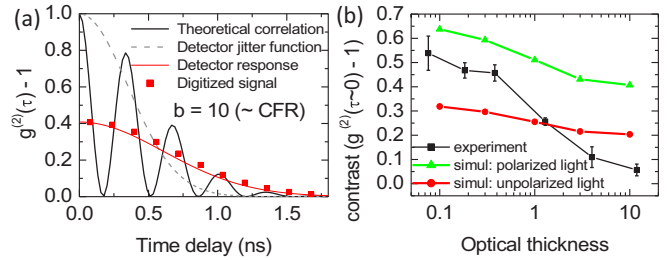 (a)
Theoretical correlation
Detector jitter function
Detector response
Digitized signal
b = 10 (~ CFR)
g(2)(τ) - 1
1.0
0.8
0.6
0.4
0.2
0.0
0.0 0.5 1.0 1.5
Time delay (ns)
(b)
contrast (g(2)(τ~0) - 1)
0.7
0.6
0.5
0.4
0.3
0.2
0.1
0.0
experiment
simul: polarized light
simul: unpolarized light
0.1 1 10
Optical thickness